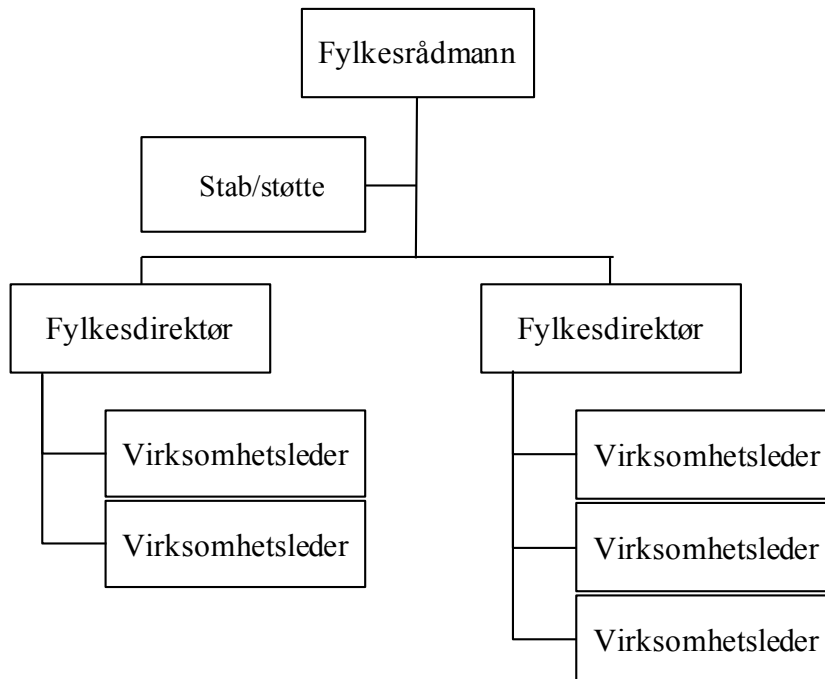 Fylkesrådmann
Stab/støtte
Fylkesdirektør
Fylkesdirektør
Virksomhetsleder
Virksomhetsleder
Virksomhetsleder
Virksomhetsleder
Virksomhetsleder